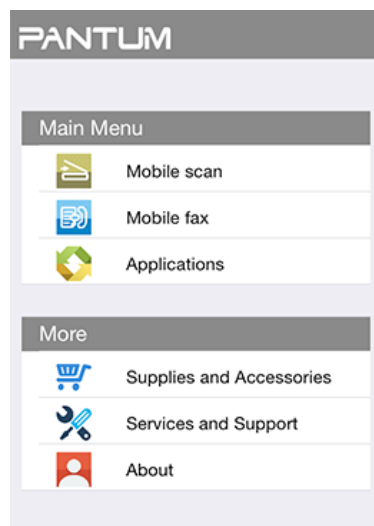 PANTUM
Main Menu
Mobile scan
Mobile fax
Applications
More
Supplies and Accessories
Services and Support
About